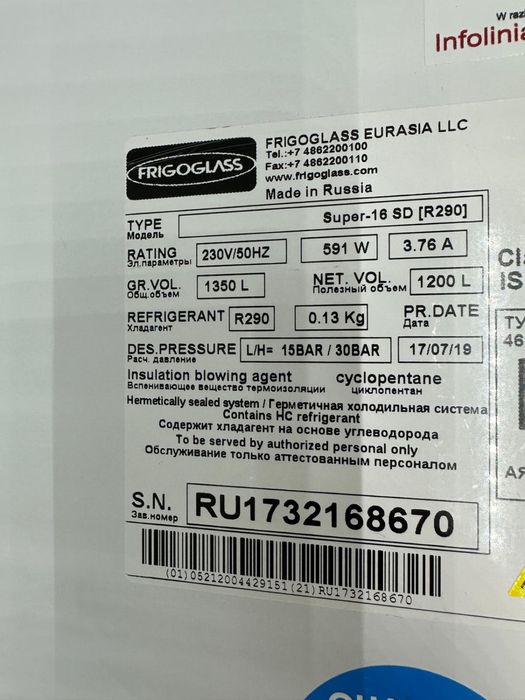 W raz
Infolinia
FRIGOGLASS
FRIGOGLASS EURASIA LLC
Tel.:+7 4862200100
Fax:+7 4862200110
www.frigoglass.com
Made in Russia
TYPE Super-16 SD [R290]
Модель
RATING 230V/50HZ 591 W 3.76 A
Эл.параметры
GR.VOL. 1350 L NET. VOL. 1200 L
Общ.объем Полезный объем
REFRIGERANT R290 0.13 Kg PR.DATE
Хладагент Дата
DES.PRESSURE L/H= 15BAR / 30BAR 17/07/19
Расч. давление
Insulation blowing agent cyclopentane
Вспенивающее вещество термоизоляции циклопентан
Hermetically sealed system / Герметичная холодильная система
Contains HC refrigerant
Содержит хладагент на основе углеводорода
To be served by authorized personal only
Обслуживание только аттестованным персоналом
S.N. RU1732168670
Зав.номер
(01)05212004429151(21)RU1732168670
IS
ТУ
46